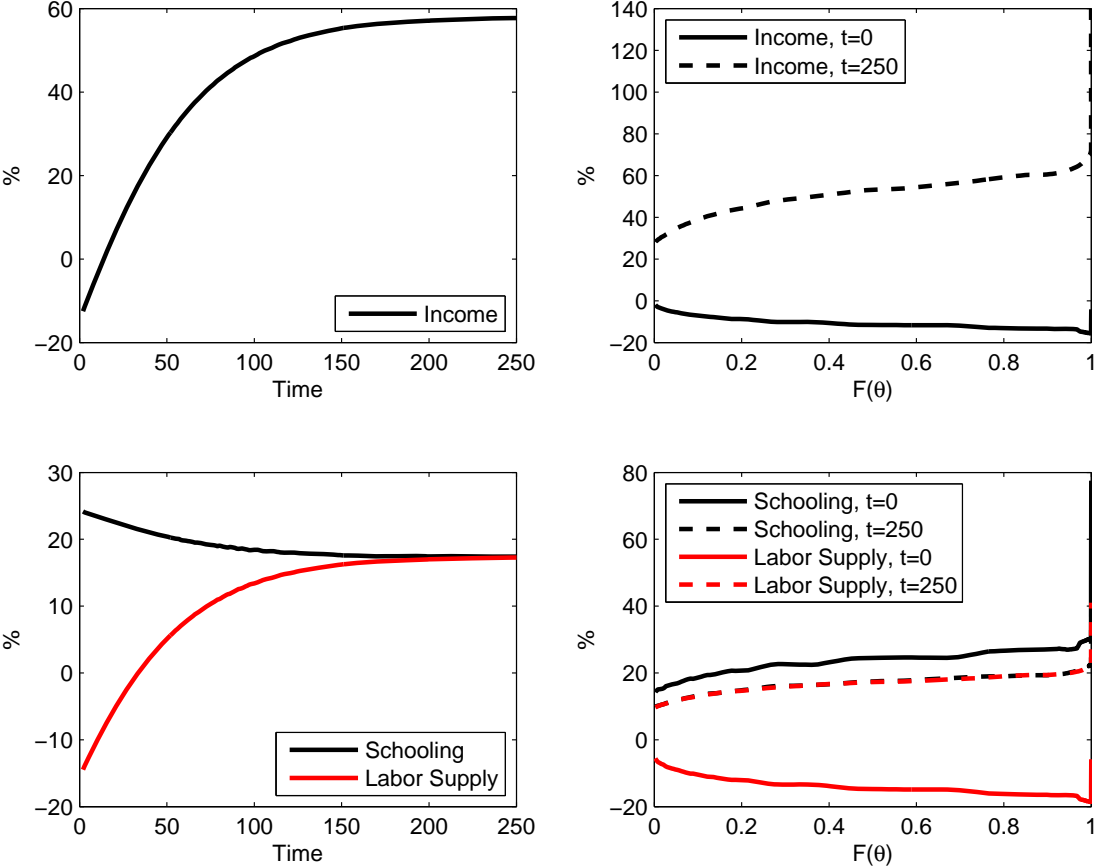 60
40
20
0
−20
%
0 50 100 150 200 250
Time
Income
140
120
100
80
60
40
20
0
−20
%
0 0.2 0.4 0.6 0.8 1
F(θ)
Income, t=0
Income, t=250
30
20
10
0
−10
−20
%
0 50 100 150 200 250
Time
Schooling
Labor Supply
80
60
40
20
0
−20
%
0 0.2 0.4 0.6 0.8 1
F(θ)
Schooling, t=0
Schooling, t=250
Labor Supply, t=0
Labor Supply, t=250